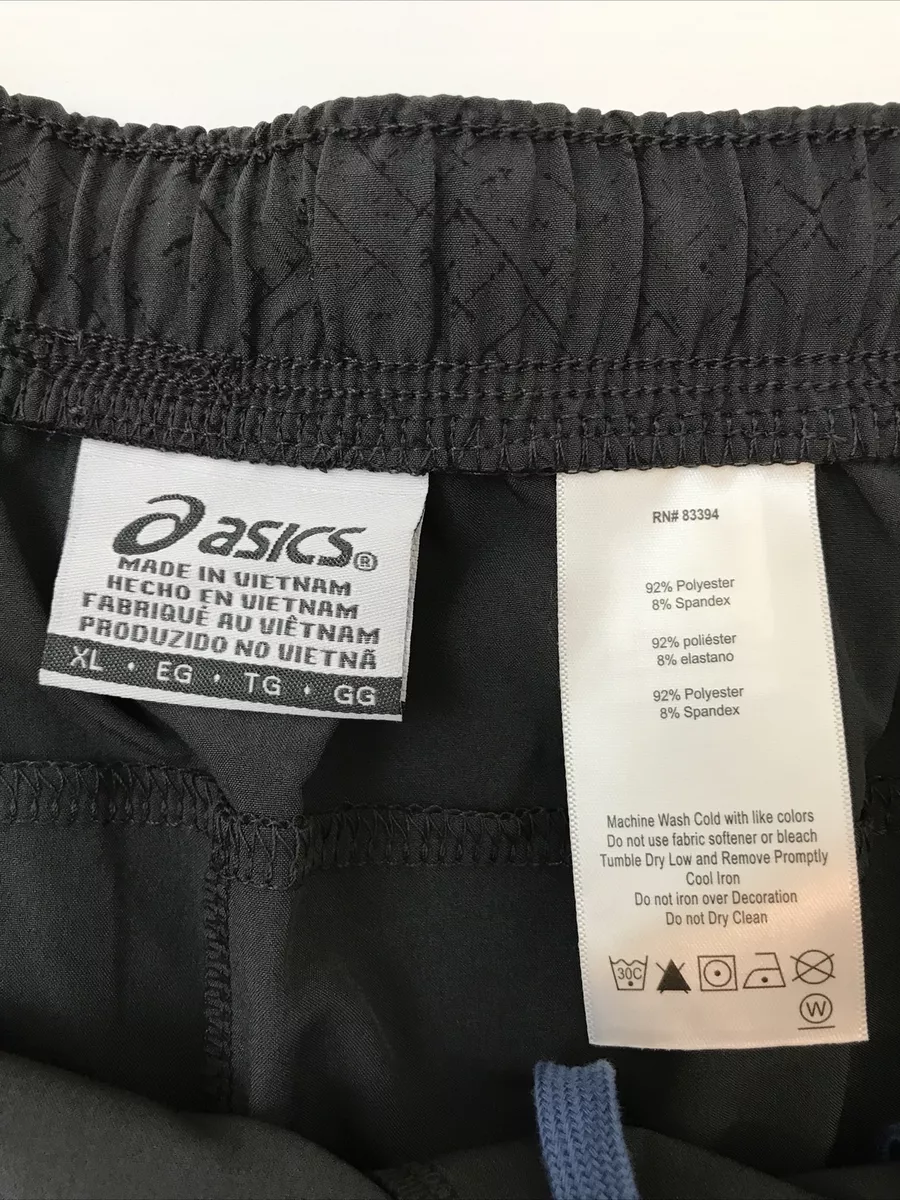 asics®
MADE IN VIETNAM
HECHO EN VIETNAM
FABRIQUÉ AU VIÊTNAM
PRODUZIDO NO VIETNÃ
XL • EG • TG • GG
RN# 83394
92% Polyester
8% Spandex
92% poliéster
8% elastano
92% Polyester
8% Spandex
Machine Wash Cold with like colors
Do not use fabric softener or bleach
Tumble Dry Low and Remove Promptly
Cool Iron
Do not iron over Decoration
Do not Dry Clean
30C
W